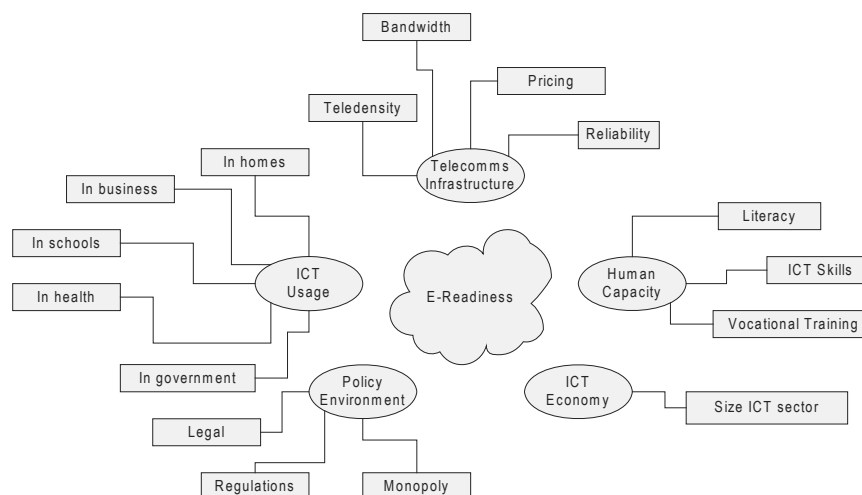 Bandwidth
Pricing
Teledensity
Reliability
Telecomms
Infrastructure
In homes
In business
In schools
In health
In government
ICT
Usage
E-Readiness
Human
Capacity
Literacy
ICT Skills
Vocational Training
Policy
Environment
Legal
Regulations
Monopoly
ICT
Economy
Size ICT sector